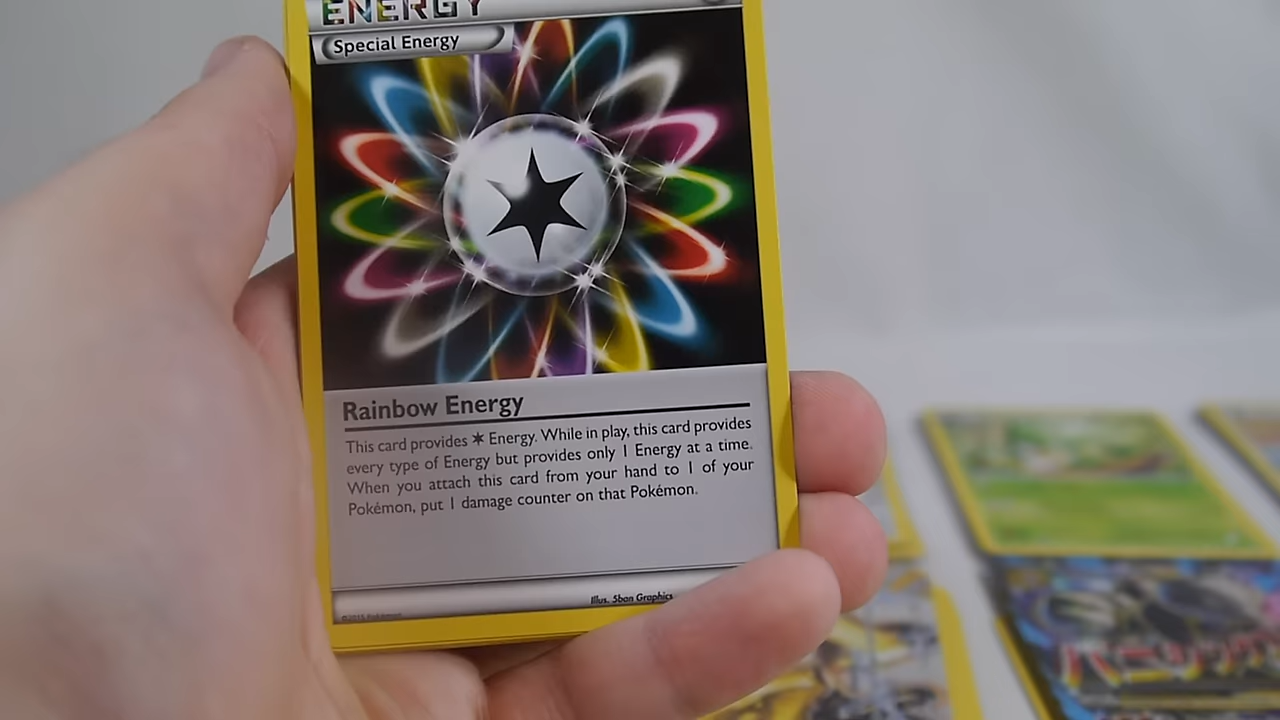 ENERGY
Special Energy
Rainbow Energy
This card provides ✶ Energy. While in play, this card provides
every type of Energy but provides only 1 Energy at a time.
When you attach this card from your hand to 1 of your
Pokémon, put 1 damage counter on that Pokémon.
Illus. 5ban Graphics
©2015 Pokémon